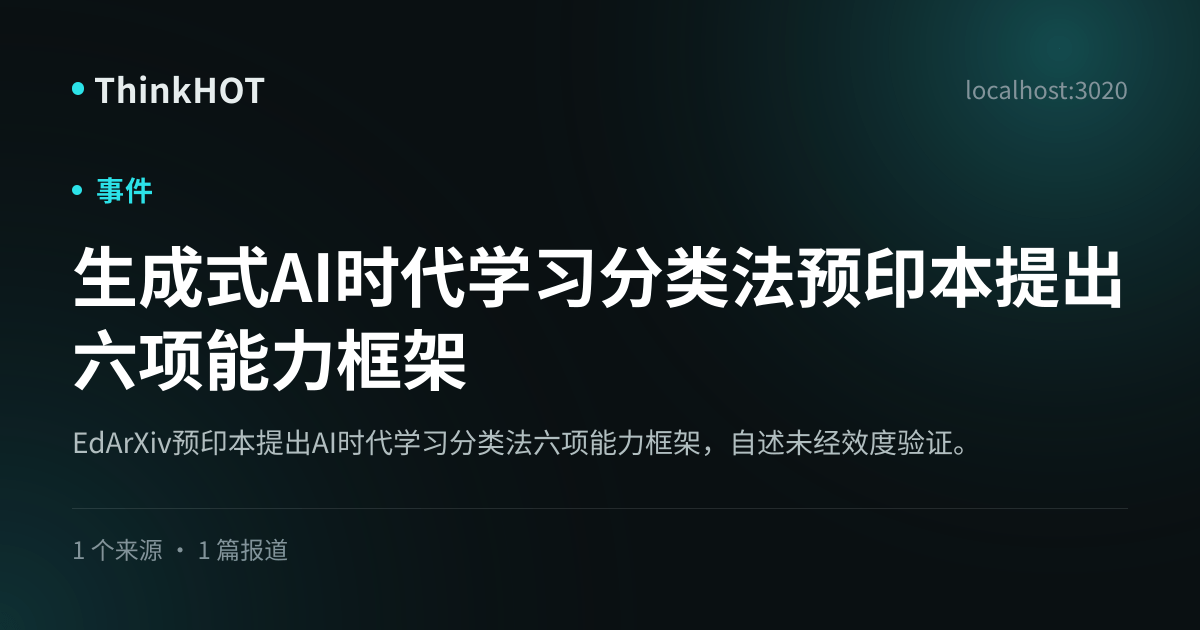 ThinkHOT
localhost:3020
事件
生成式AI时代学习分类法预印本提出
六项能力框架
EdArXiv预印本提出AI时代学习分类法六项能力框架，自述未经效度验证。
1 个来源 · 1 篇报道